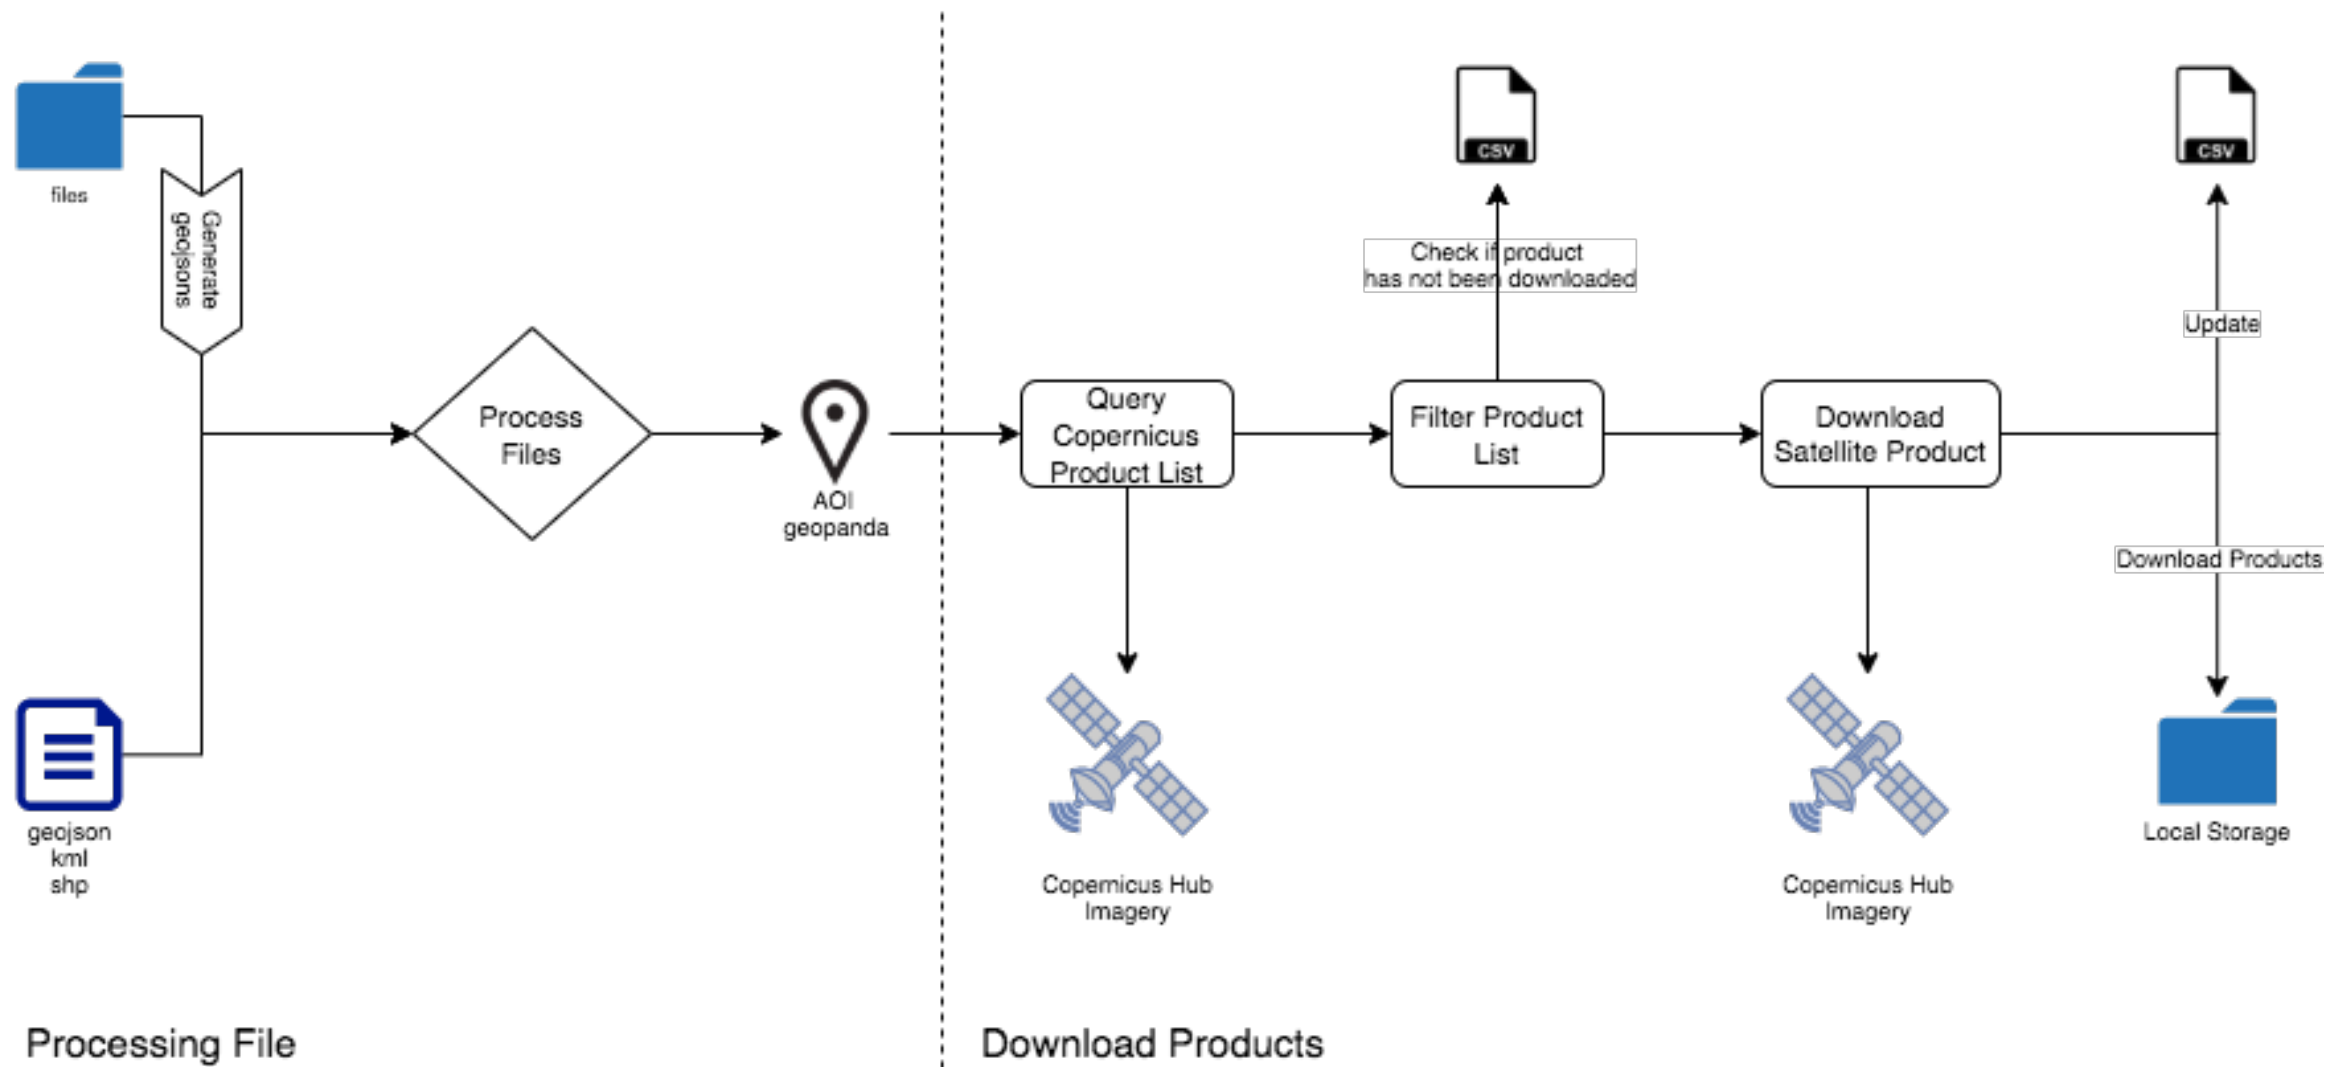 files
Generate
geojsons
geojson
kml
shp
Process
Files
AOI
geopanda
Processing File
Query
Copernicus
Product List
Copernicus Hub
Imagery
CSV
Check if product
has not been downloaded
Filter Product
List
Download
Satellite Product
Copernicus Hub
Imagery
CSV
Update
Download Products
Local Storage
Download Products